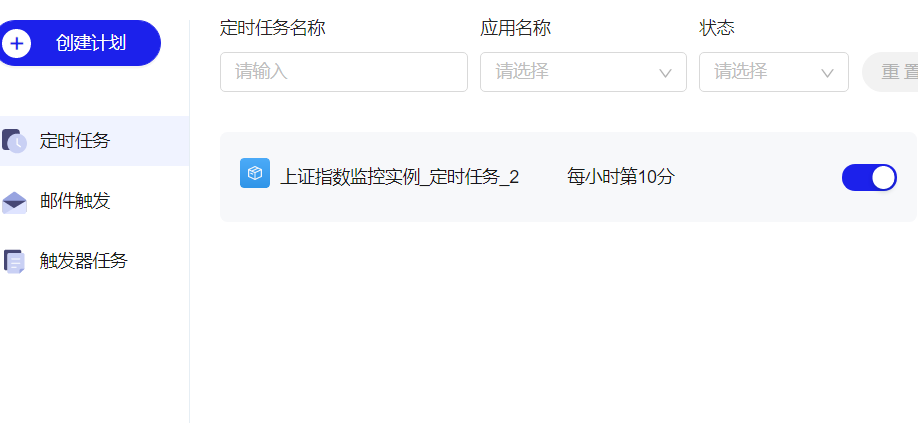 创建计划
定时任务
邮件触发
触发器任务
定时任务名称 应用名称 状态
请输入 请选择 请选择 重 置
上证指数监控实例_定时任务_2 每小时第10分